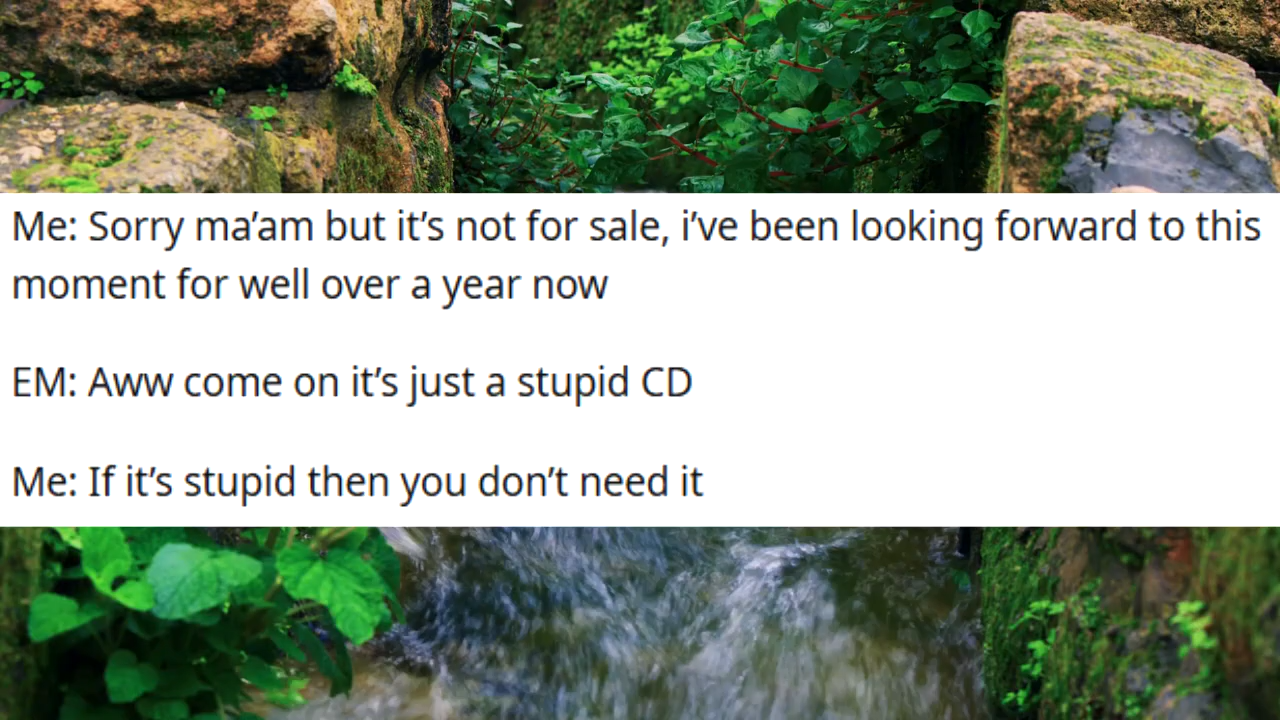 Me: Sorry ma’am but it’s not for sale, i’ve been looking forward to this
moment for well over a year now
EM: Aww come on it’s just a stupid CD
Me: If it’s stupid then you don’t need it